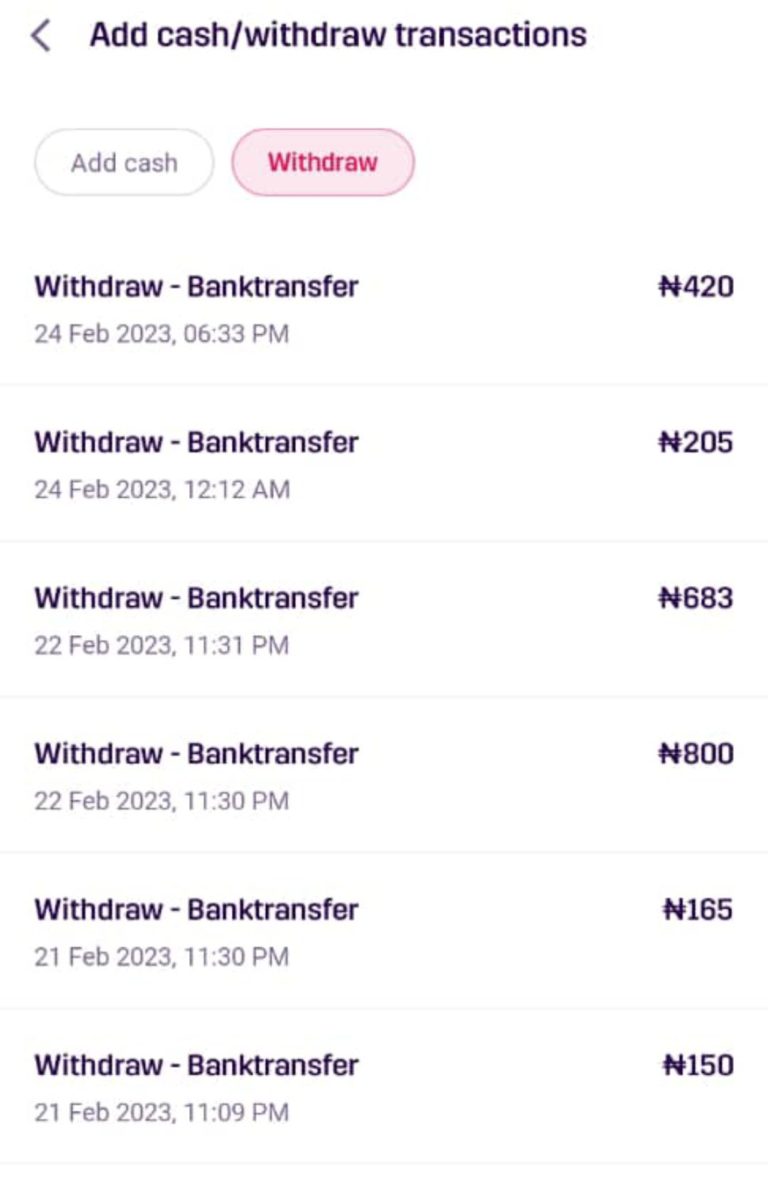 Add cash/withdraw transactions
Add cash
Withdraw
Withdraw - Banktransfer ₦420
24 Feb 2023, 06:33 PM
Withdraw - Banktransfer ₦205
24 Feb 2023, 12:12 AM
Withdraw - Banktransfer ₦683
22 Feb 2023, 11:31 PM
Withdraw - Banktransfer ₦800
22 Feb 2023, 11:30 PM
Withdraw - Banktransfer ₦165
21 Feb 2023, 11:30 PM
Withdraw - Banktransfer ₦150
21 Feb 2023, 11:09 PM